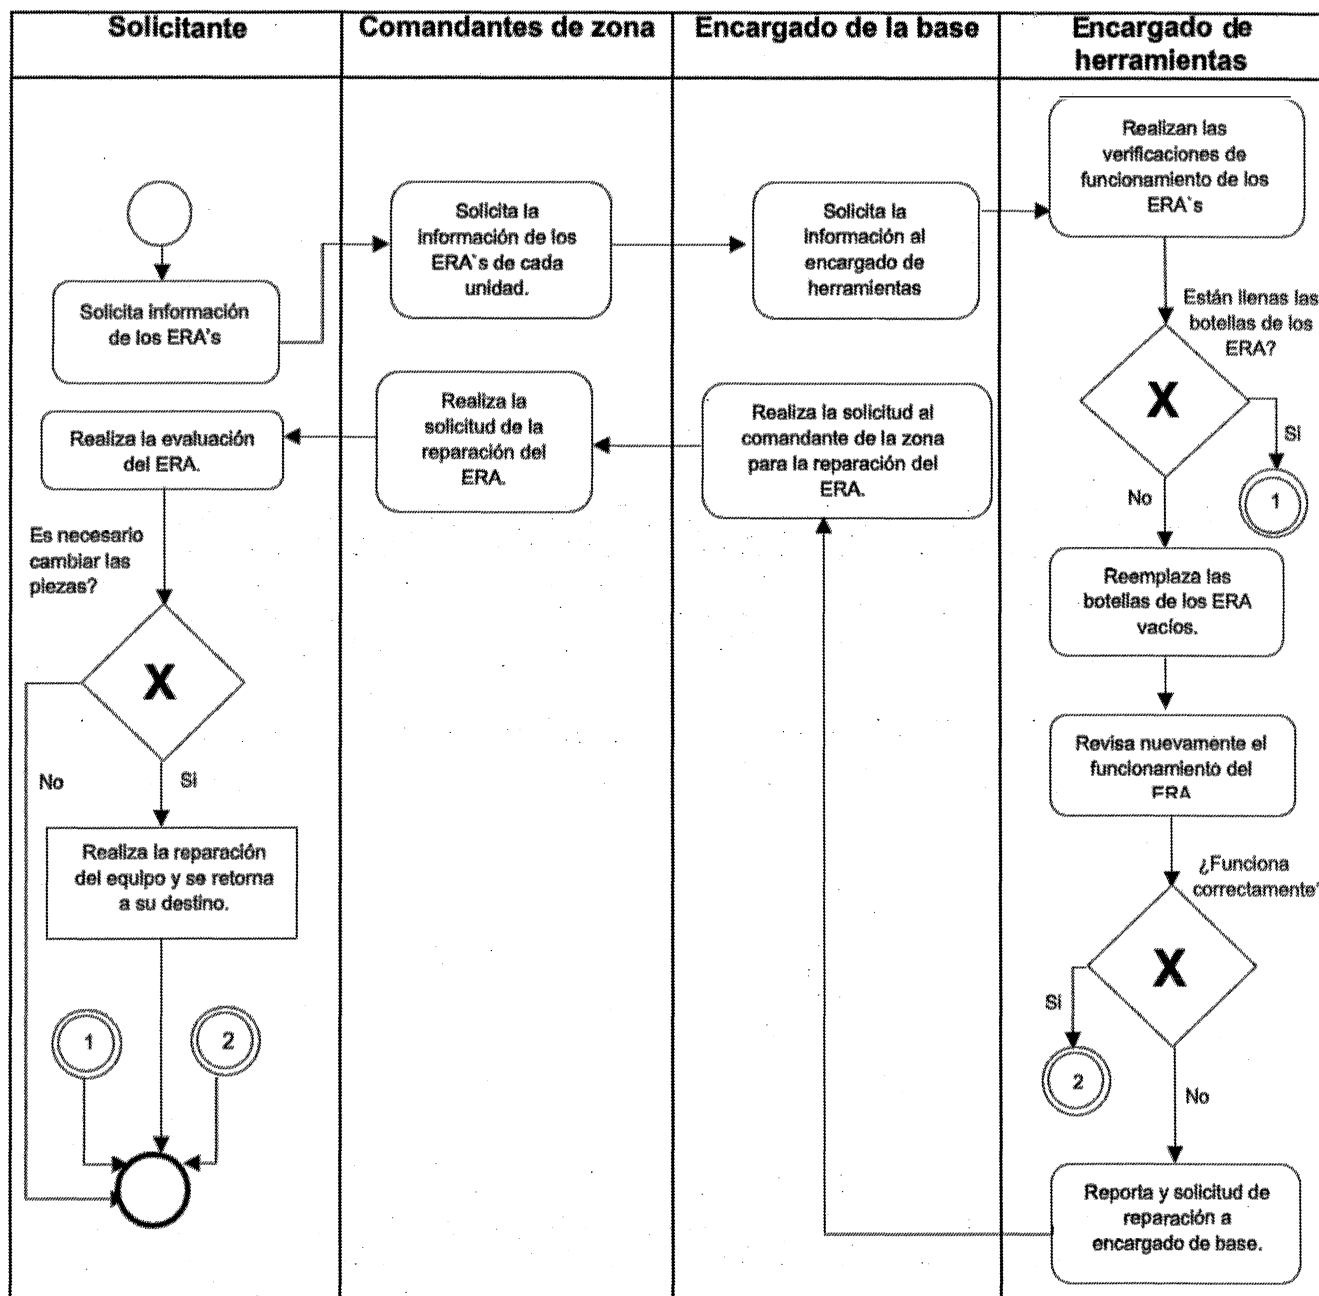 Solicitante
Comandantes de zona
Encargado de la base
Encargado de
herramientas
Solicita información
de los ERA's
Solicita la
información de los
ERA's de cada
unidad.
Solicita la
información al
encargado de
herramientas
Realizan las
verificaciones de
funcionamiento de los
ERA`s
Están llenas las
botellas de los
ERA?
X
Si
1
No
Reemplaza las
botellas de los ERA
vacíos.
Revisa nuevamente el
funcionamiento del
ERA
¿Funciona
correctamente?
X
Si
2
No
Reporta y solicitud de
reparación a
encargado de base.
Realiza la solicitud al
comandante de la zona
para la reparación del
ERA.
Realiza la
solicitud de la
reparación del
ERA.
Realiza la evaluación
del ERA.
Es necesario
cambiar las
piezas?
X
No
Si
Realiza la reparación
del equipo y se retorna
a su destino.
1
2